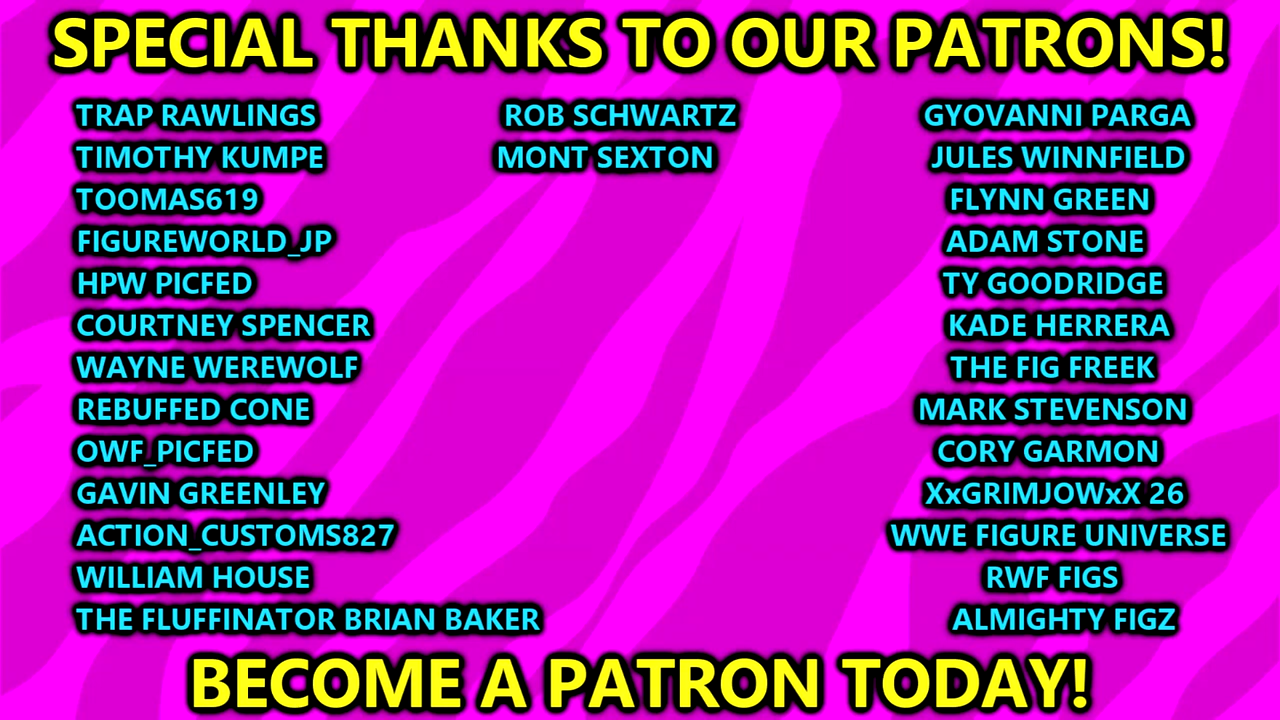 SPECIAL THANKS TO OUR PATRONS!
TRAP RAWLINGS
TIMOTHY KUMPE
TOOMAS619
FIGUREWORLD_JP
HPW PICFED
COURTNEY SPENCER
WAYNE WEREWOLF
REBUFFED CONE
OWF_PICFED
GAVIN GREENLEY
ACTION_CUSTOMS827
WILLIAM HOUSE
THE FLUFFINATOR BRIAN BAKER
ROB SCHWARTZ
MONT SEXTON
GYOVANNI PARGA
JULES WINNFIELD
FLYNN GREEN
ADAM STONE
TY GOODRIDGE
KADE HERRERA
THE FIG FREEK
MARK STEVENSON
CORY GARMON
XxGRIMJOWxX 26
WWE FIGURE UNIVERSE
RWF FIGS
ALMIGHTY FIGZ
BECOME A PATRON TODAY!